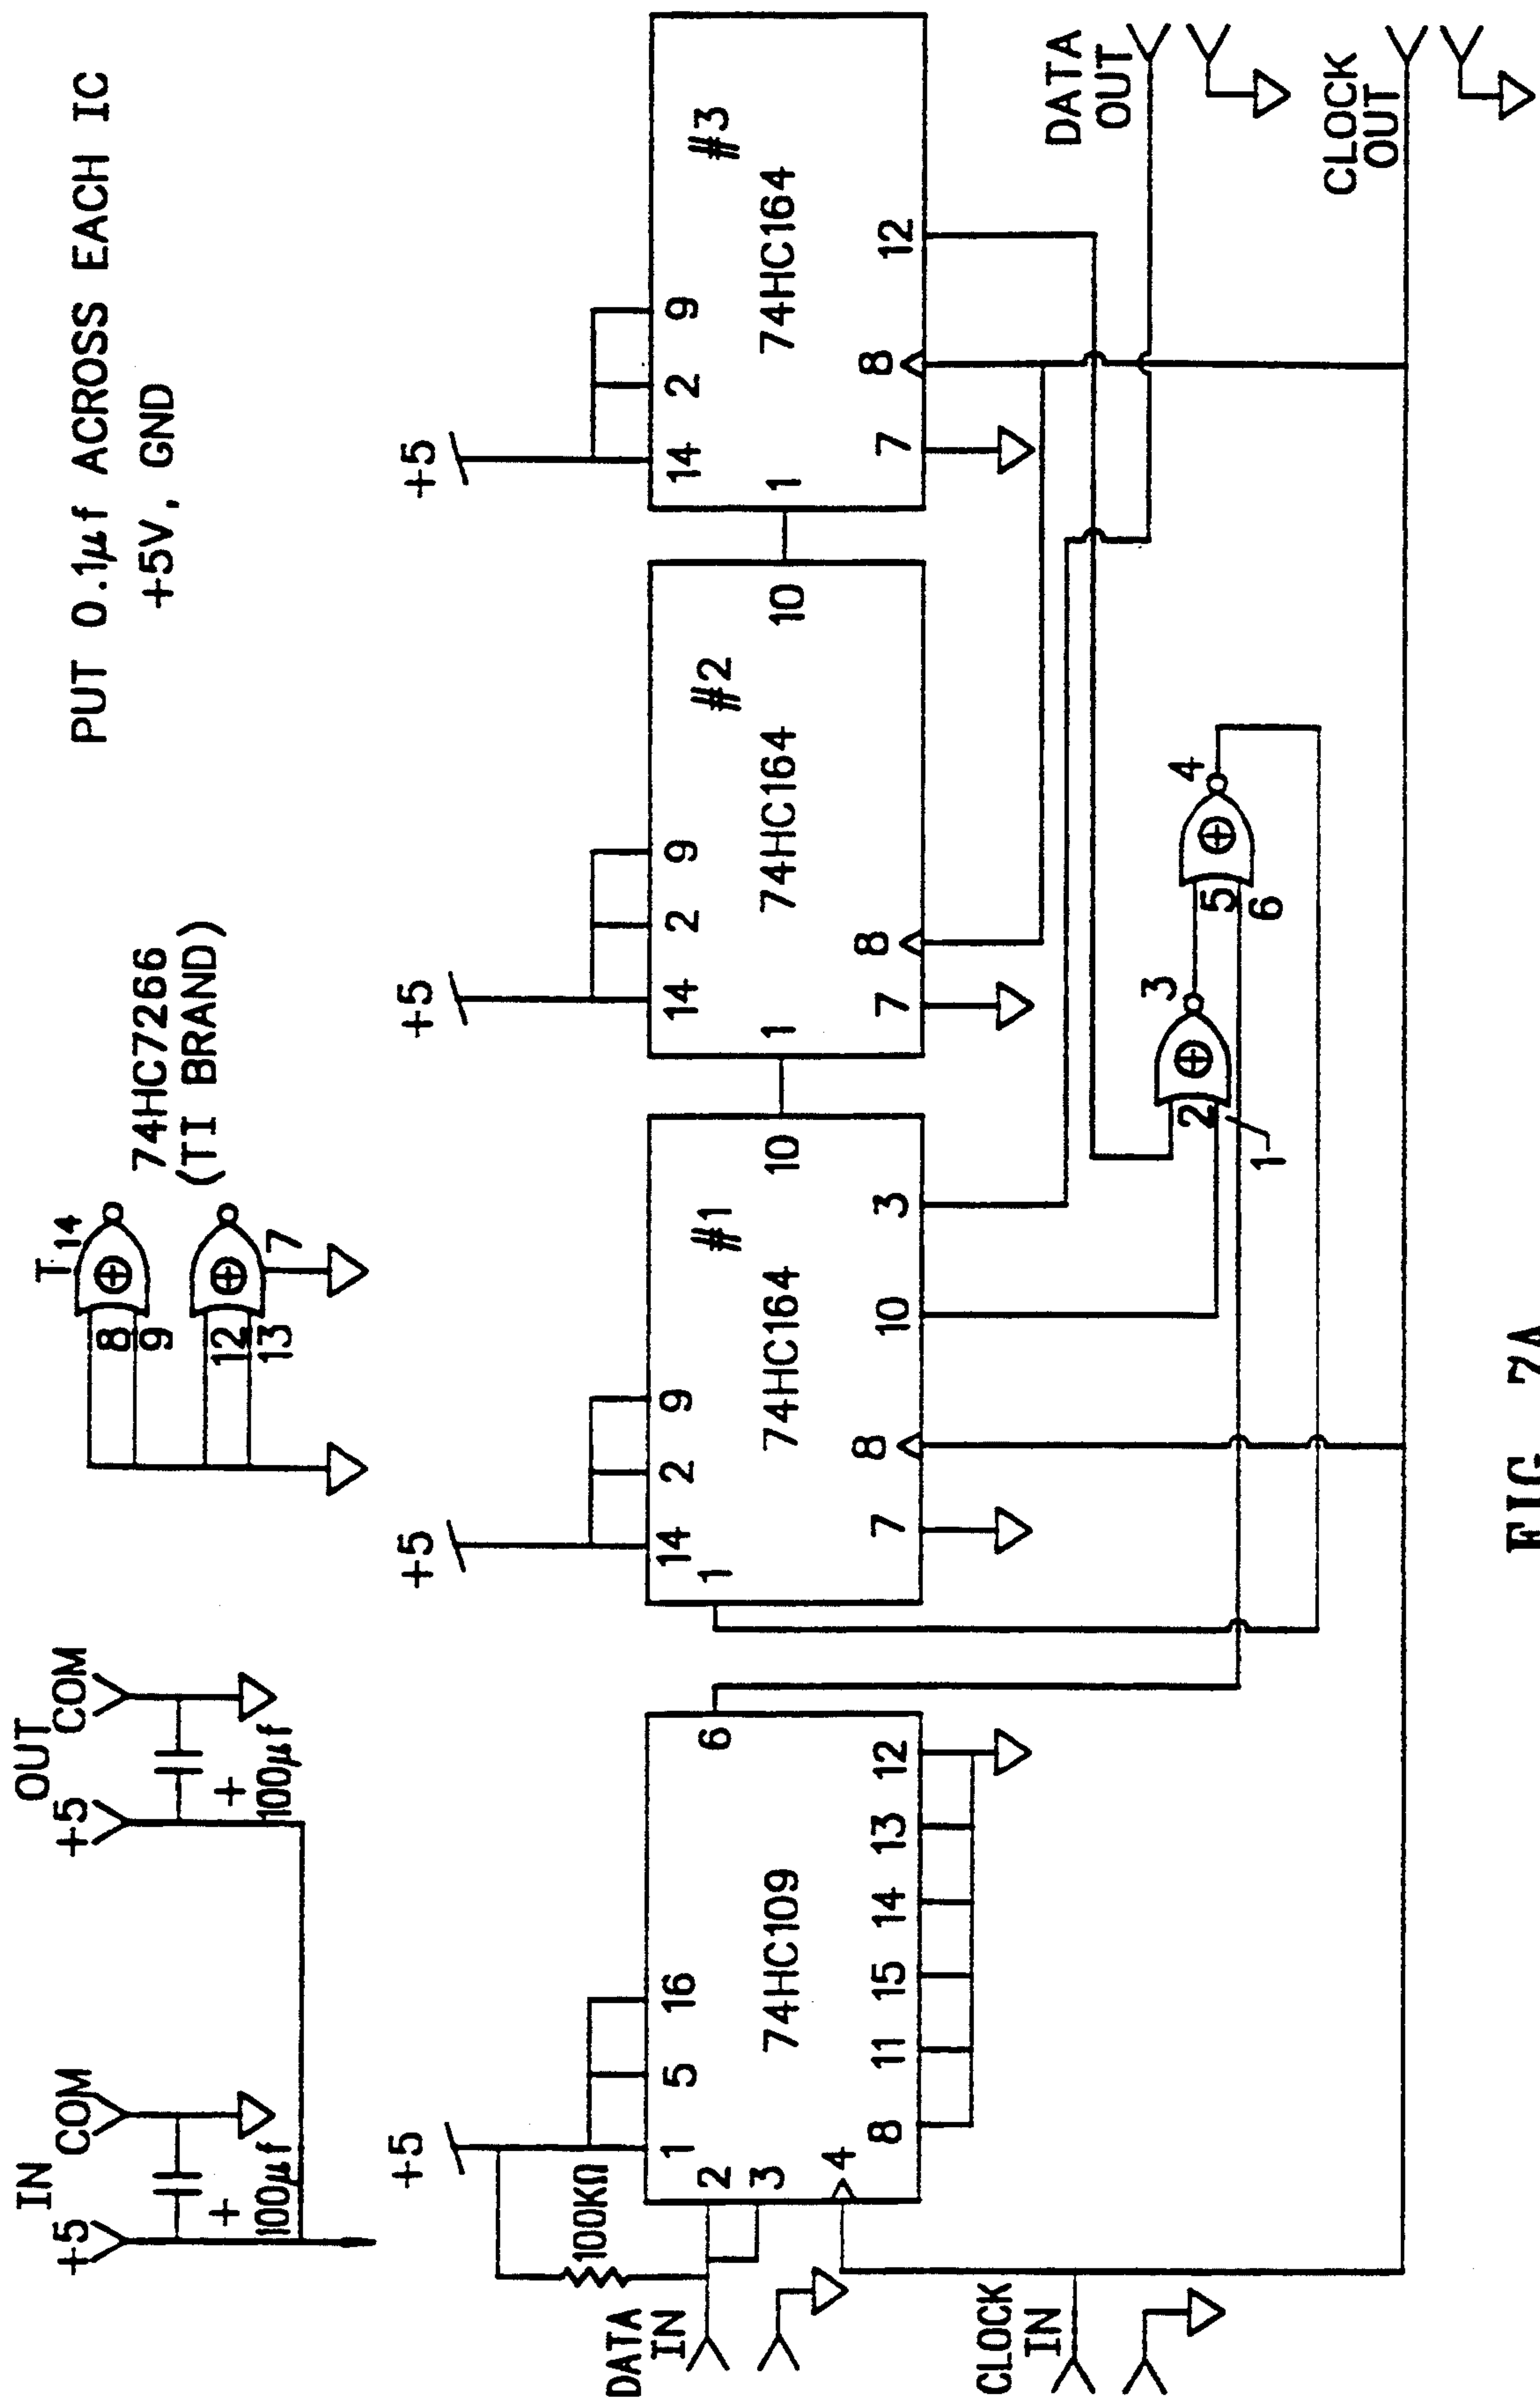 PUT 0.1µf ACROSS EACH IC
+5V, GND
IN
+5
COM
+
100µf
OUT
+5
COM
+
100µf
T
14
8
9
12
13
7
74HC7266
(TI BRAND)
+5
100KΩ
DATA
IN
CLOCK
IN
1
5
16
2
3
4
6
74HC109
8
11
15
14
13
12
+5
14
2
9
1
10
#1
74HC164
7
8
10
3
+5
14
2
9
1
10
#2
74HC164
7
8
+5
14
2
9
1
#3
74HC164
7
8
12
2
1
3
5
6
4
DATA
OUT
CLOCK
OUT
FIG. 7A